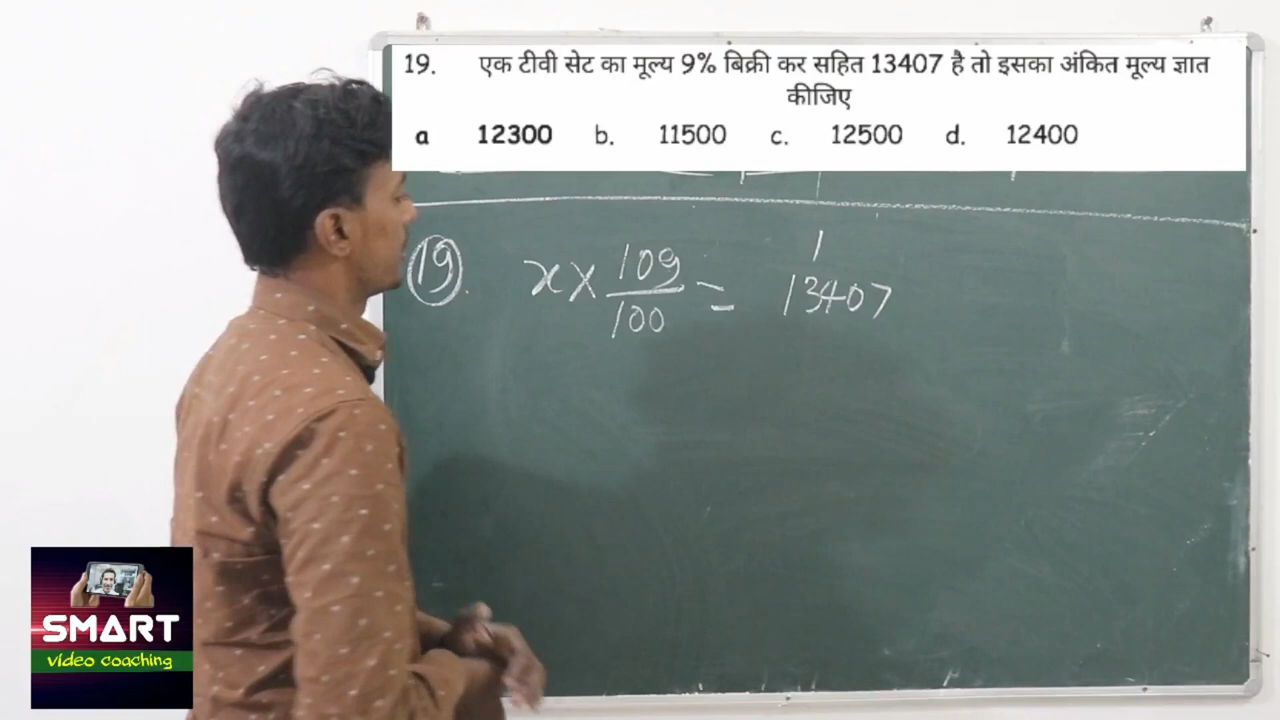 19. एक टीवी सेट का मूल्य 9% बिक्री कर सहित 13407 है तो इसका अंकित मूल्य ज्ञात
कीजिए
a 12300 b. 11500 c. 12500 d. 12400
19. x × 109/100 = 13407
SMART
video coaching